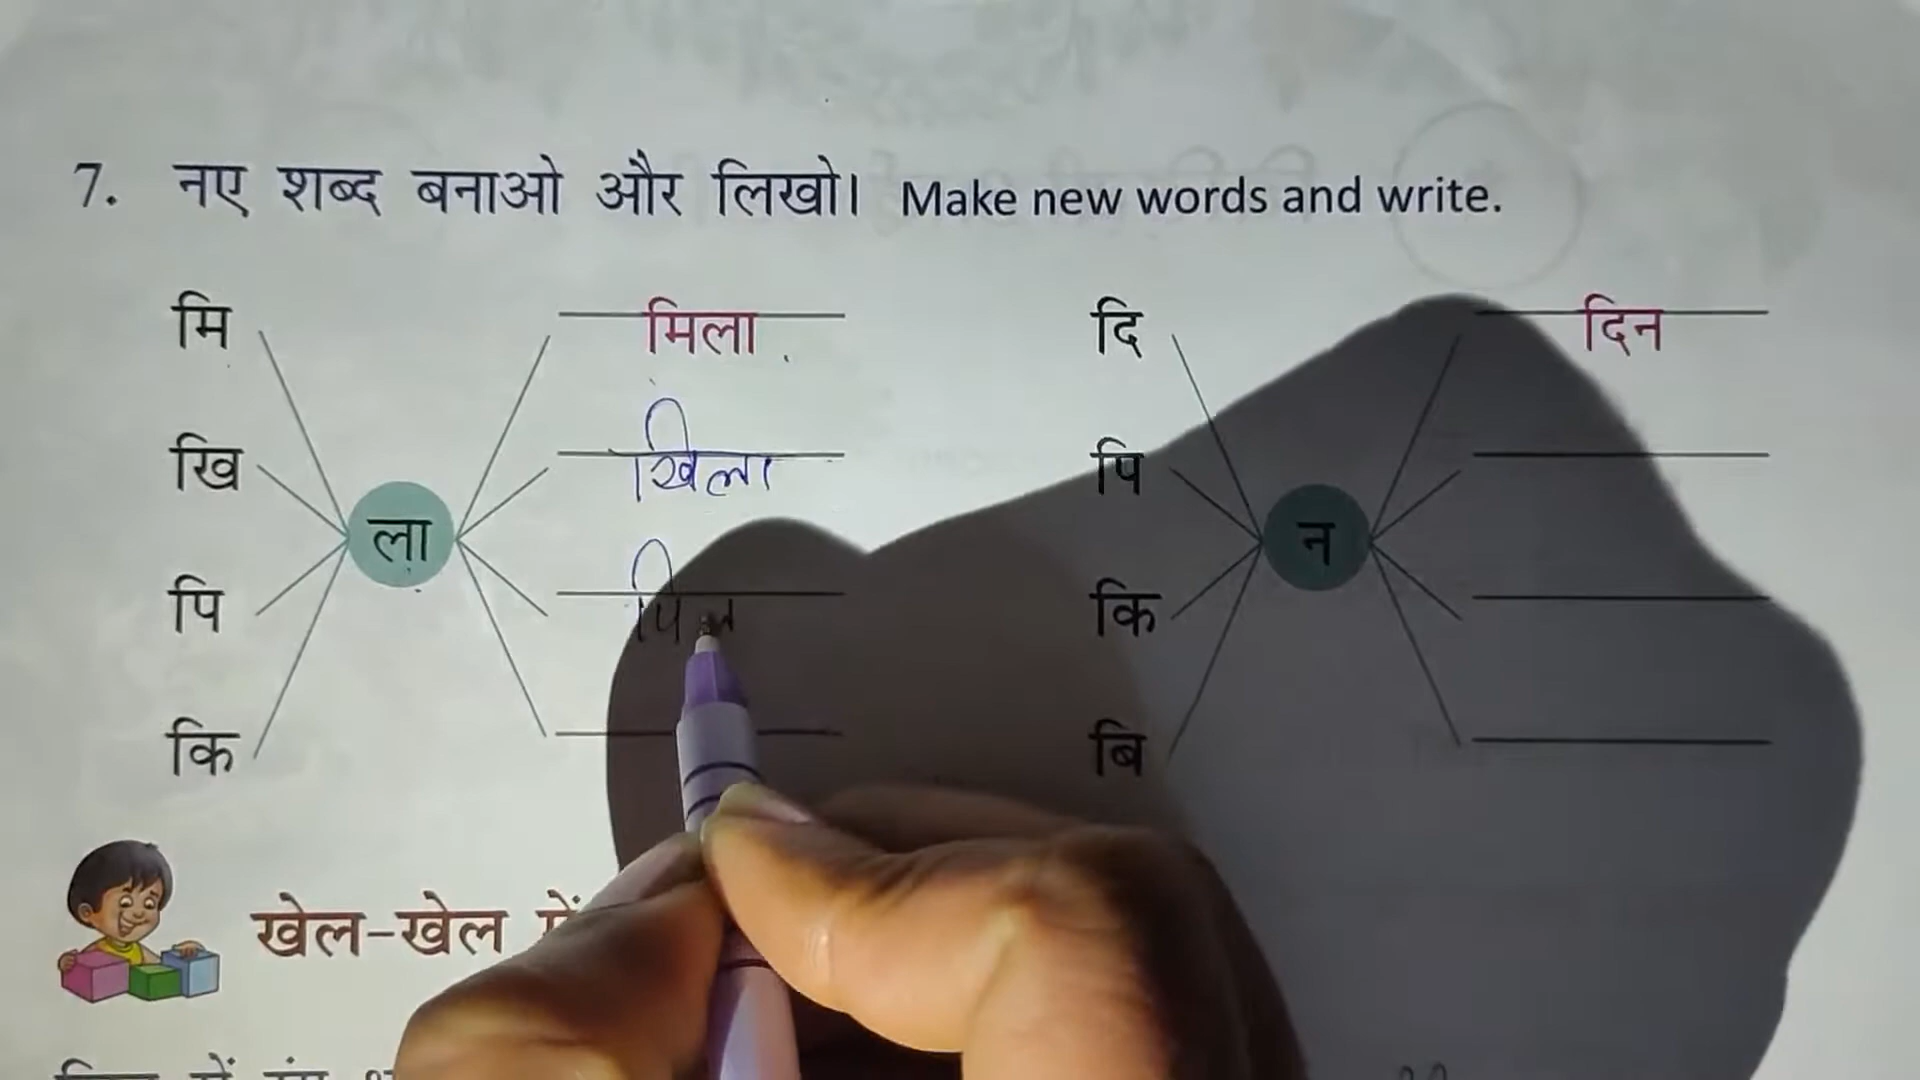 7. नए शब्द बनाओ और लिखो। Make new words and write.
मि मिला दि दिन
खि खिला पि
ला न
पि पिल कि
कि बि
खेल-खेल में